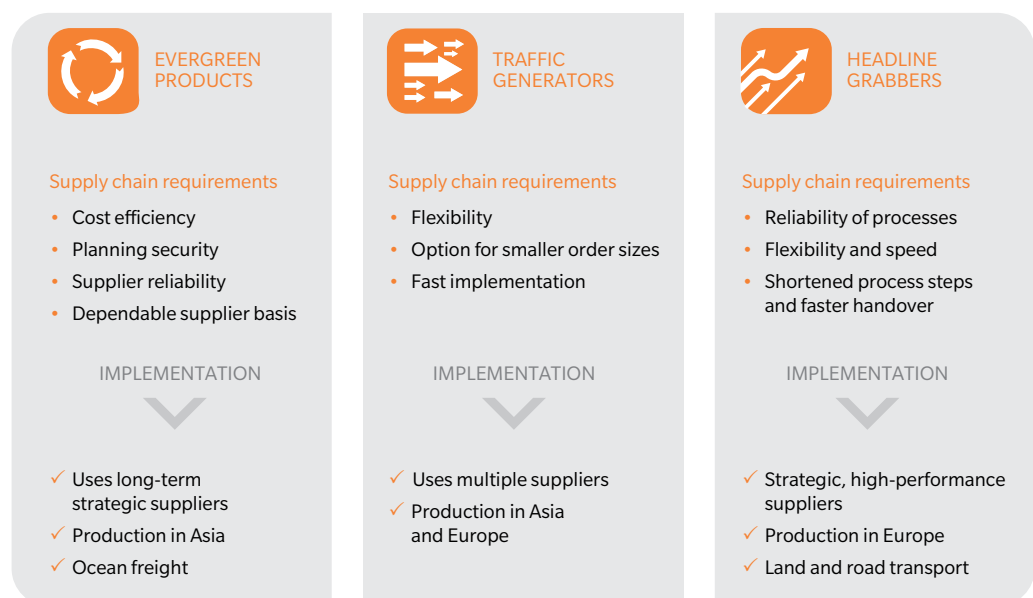 EVERGREEN
PRODUCTS
Supply chain requirements
• Cost efficiency
• Planning security
• Supplier reliability
• Dependable supplier basis
IMPLEMENTATION
✓ Uses long-term
strategic suppliers
✓ Production in Asia
✓ Ocean freight
TRAFFIC
GENERATORS
Supply chain requirements
• Flexibility
• Option for smaller order sizes
• Fast implementation
IMPLEMENTATION
✓ Uses multiple suppliers
✓ Production in Asia
and Europe
HEADLINE
GRABBERS
Supply chain requirements
• Reliability of processes
• Flexibility and speed
• Shortened process steps
and faster handover
IMPLEMENTATION
✓ Strategic, high-performance
suppliers
✓ Production in Europe
✓ Land and road transport